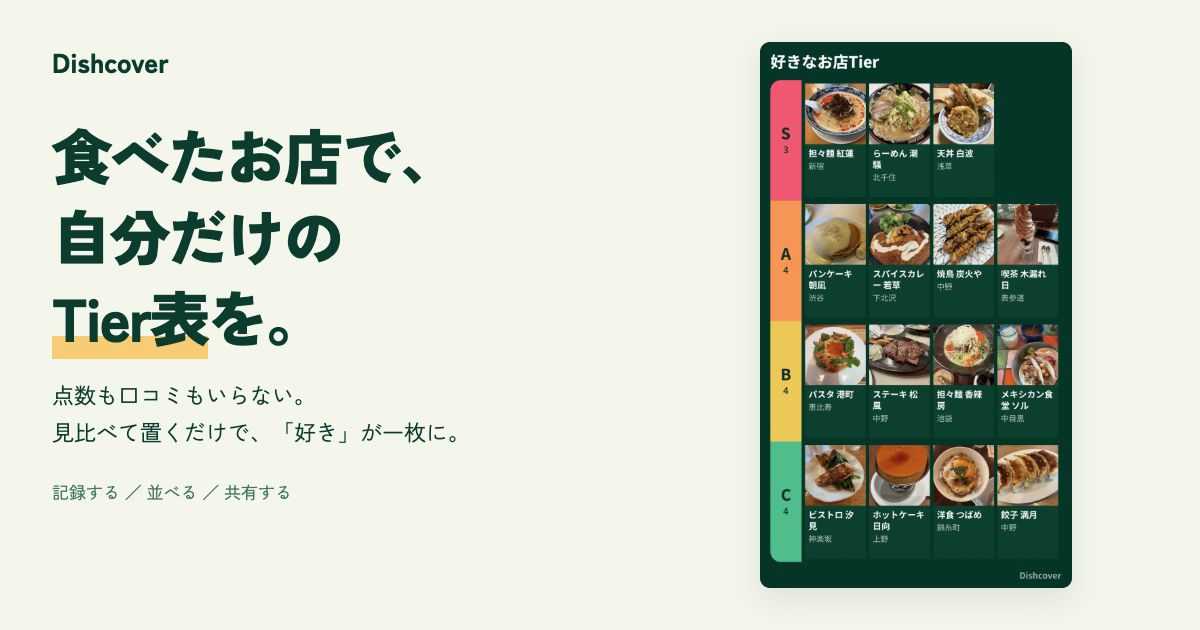 Dishcover
食べたお店で、
自分だけの
Tier表を。
点数も口コミもいらない。
見比べて置くだけで、「好き」が一枚に。
記録する ／ 並べる ／ 共有する
好きなお店Tier
S
3
担々麺 紅蓮
新宿
らーめん 潮
騒
北千住
天丼 白波
浅草
A
4
パンケーキ
朝凪
渋谷
スパイスカレ
ー 若草
下北沢
焼鳥 炭火や
中野
喫茶 木漏れ
日
表参道
B
4
パスタ 港町
恵比寿
ステーキ 松
風
中野
担々麺 香辣
房
池袋
メキシカン食
堂 ソル
中目黒
C
4
ビストロ 汐
見
神楽坂
ホットケーキ
日向
上野
洋食 つばめ
錦糸町
餃子 満月
中野
Dishcover